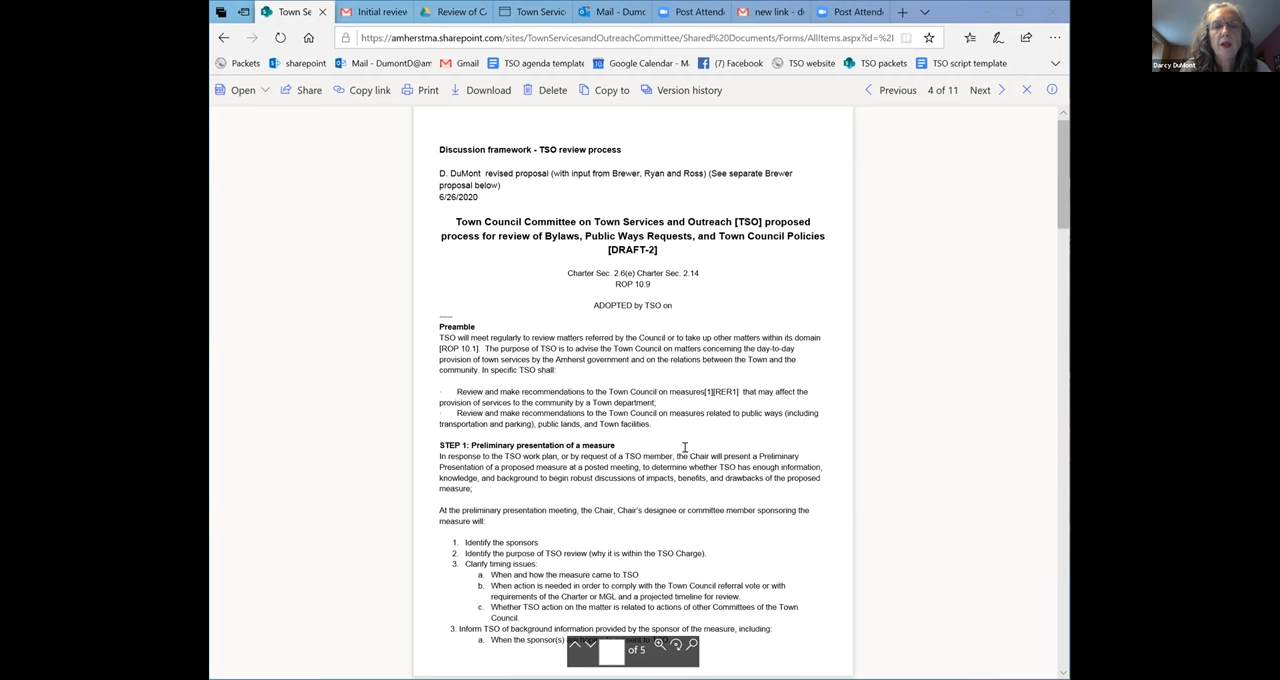 Town Se
Initial review
Review of C
Town Servic
Mail - Dumo
Post Attend
new link - d
Post Attende
https://amherstma.sharepoint.com/sites/TownServicesandOutreachCommittee/Shared%20Documents/Forms/AllItems.aspx?id=%2I
Packets
sharepoint
Mail - DumontD@am
Gmail
TSO agenda template
Google Calendar - M
(7) Facebook
TSO website
TSO packets
TSO script template
Open
Share
Copy link
Print
Download
Delete
Copy to
Version history
Previous
4 of 11
Next
Darcy DuMont
Discussion framework - TSO review process
D. DuMont revised proposal (with input from Brewer, Ryan and Ross) (See separate Brewer
proposal below)
6/26/2020
Town Council Committee on Town Services and Outreach [TSO] proposed
process for review of Bylaws, Public Ways Requests, and Town Council Policies
[DRAFT-2]
Charter Sec. 2.6(e) Charter Sec. 2.14
ROP 10.9
ADOPTED by TSO on
-----
Preamble
TSO will meet regularly to review matters referred by the Council or to take up other matters within its domain
[ROP 10.1]. The purpose of TSO is to advise the Town Council on matters concerning the day-to-day
provision of town services by the Amherst government and on the relations between the Town and the
community. In specific TSO shall:
· Review and make recommendations to the Town Council on measures[1][RER1] that may affect the
provision of services to the community by a Town department;
· Review and make recommendations to the Town Council on measures related to public ways (including
transportation and parking), public lands, and Town facilities.
STEP 1: Preliminary presentation of a measure
In response to the TSO work plan, or by request of a TSO member, the Chair will present a Preliminary
Presentation of a proposed measure at a posted meeting, to determine whether TSO has enough information,
knowledge, and background to begin robust discussions of impacts, benefits, and drawbacks of the proposed
measure;
At the preliminary presentation meeting, the Chair, Chair's designee or committee member sponsoring the
measure will:
1. Identify the sponsors
2. Identify the purpose of TSO review (why it is within the TSO Charge).
3. Clarify timing issues:
a. When and how the measure came to TSO
b. When action is needed in order to comply with the Town Council referral vote or with
requirements of the Charter or MGL and a projected timeline for review.
c. Whether TSO action on the matter is related to actions of other Committees of the Town
Council.
3. Inform TSO of background information provided by the sponsor of the measure, including:
a. When the sponsor(s)
of 5